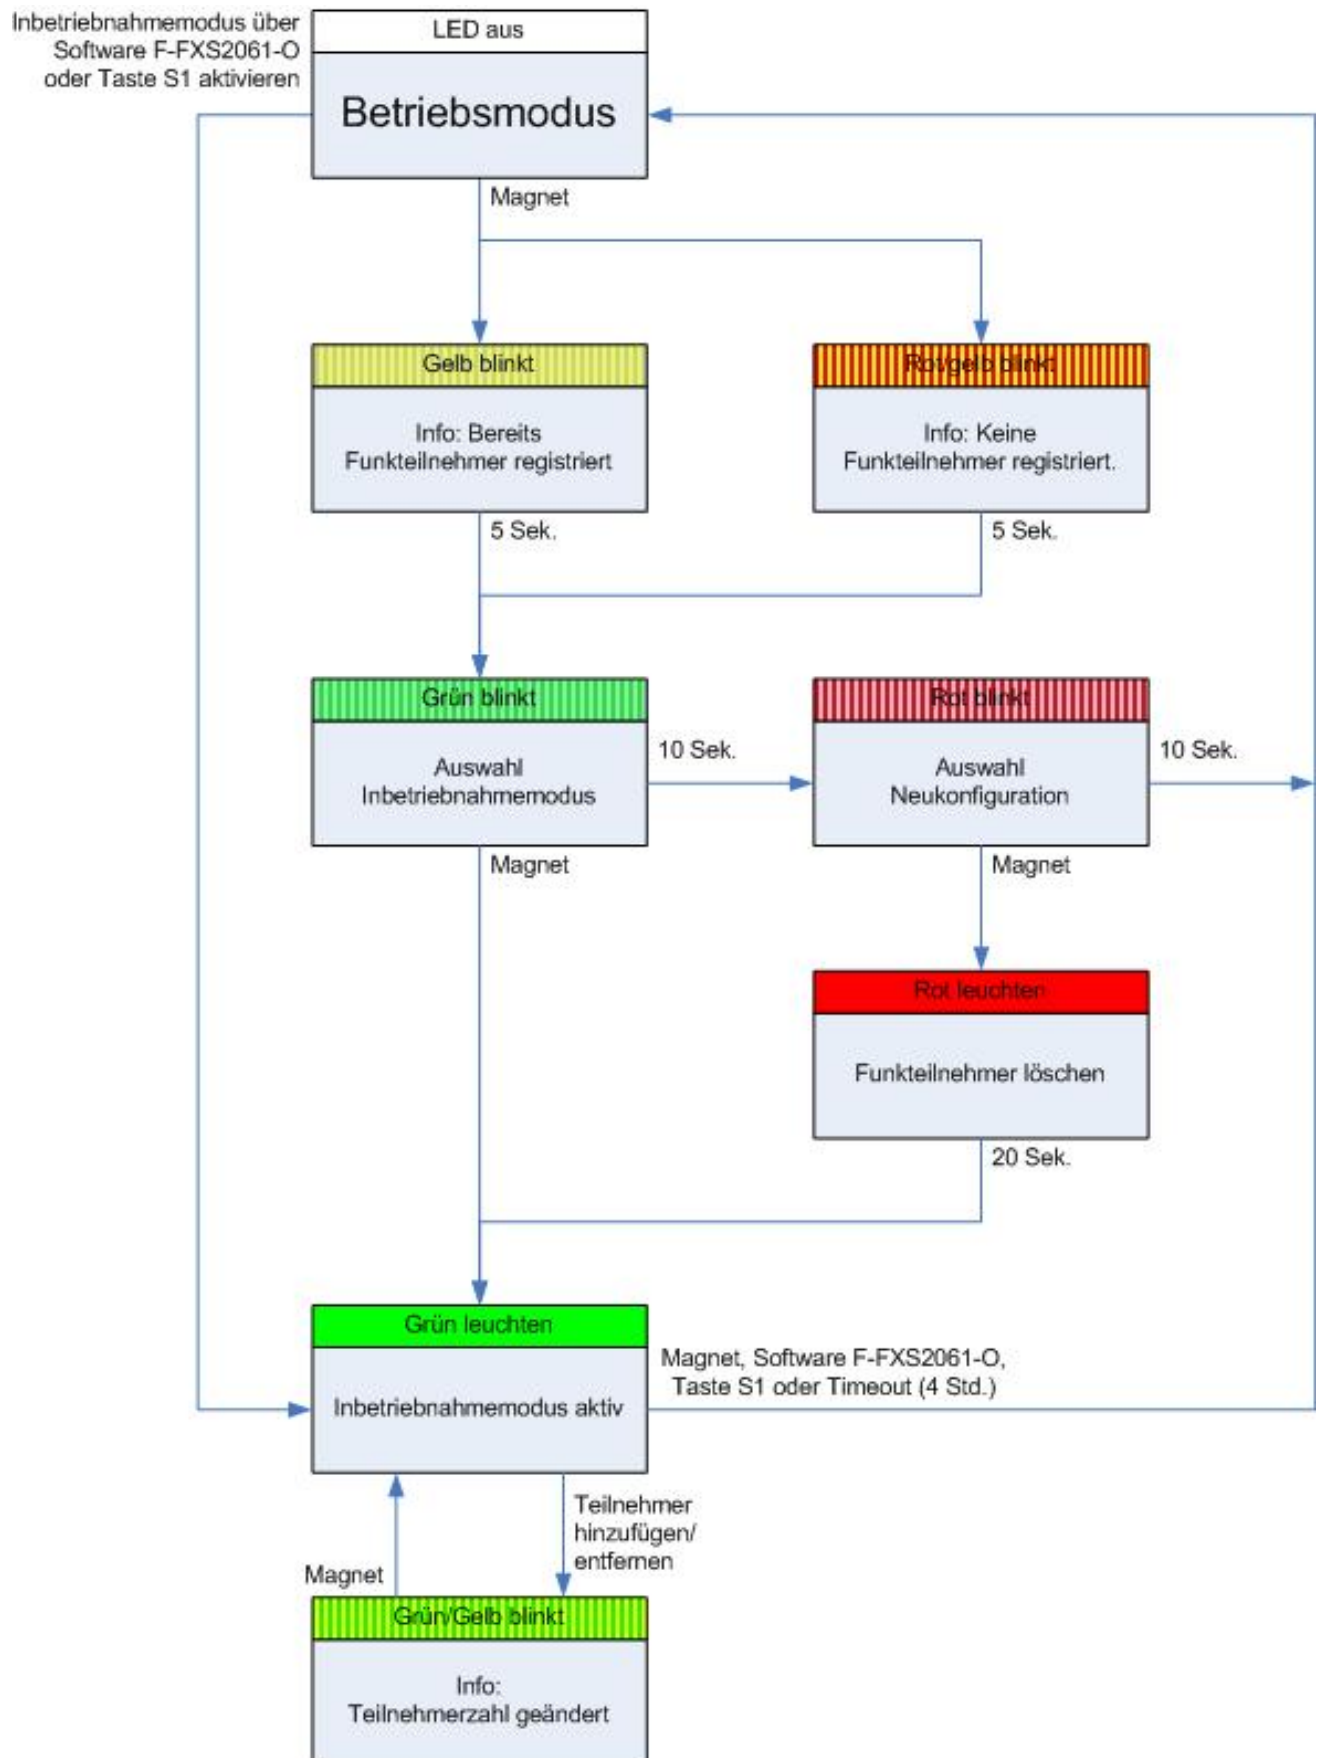 Inbetriebnahmemodus über
Software F-FXS2061-O
oder Taste S1 aktivieren
LED aus
Betriebsmodus
Magnet
Gelb blinkt
Info: Bereits
Funkteilnehmer registriert
5 Sek.
Rot/gelb blinkt
Info: Keine
Funkteilnehmer registriert.
5 Sek.
Grün blinkt
Auswahl
Inbetriebnahmemodus
10 Sek.
Magnet
Rot blinkt
Auswahl
Neukonfiguration
10 Sek.
Magnet
Rot leuchten
Funkteilnehmer löschen
20 Sek.
Grün leuchten
Inbetriebnahmemodus aktiv
Magnet, Software F-FXS2061-O,
Taste S1 oder Timeout (4 Std.)
Teilnehmer
hinzufügen/
entfernen
Magnet
Grün/Gelb blinkt
Info:
Teilnehmerzahl geändert